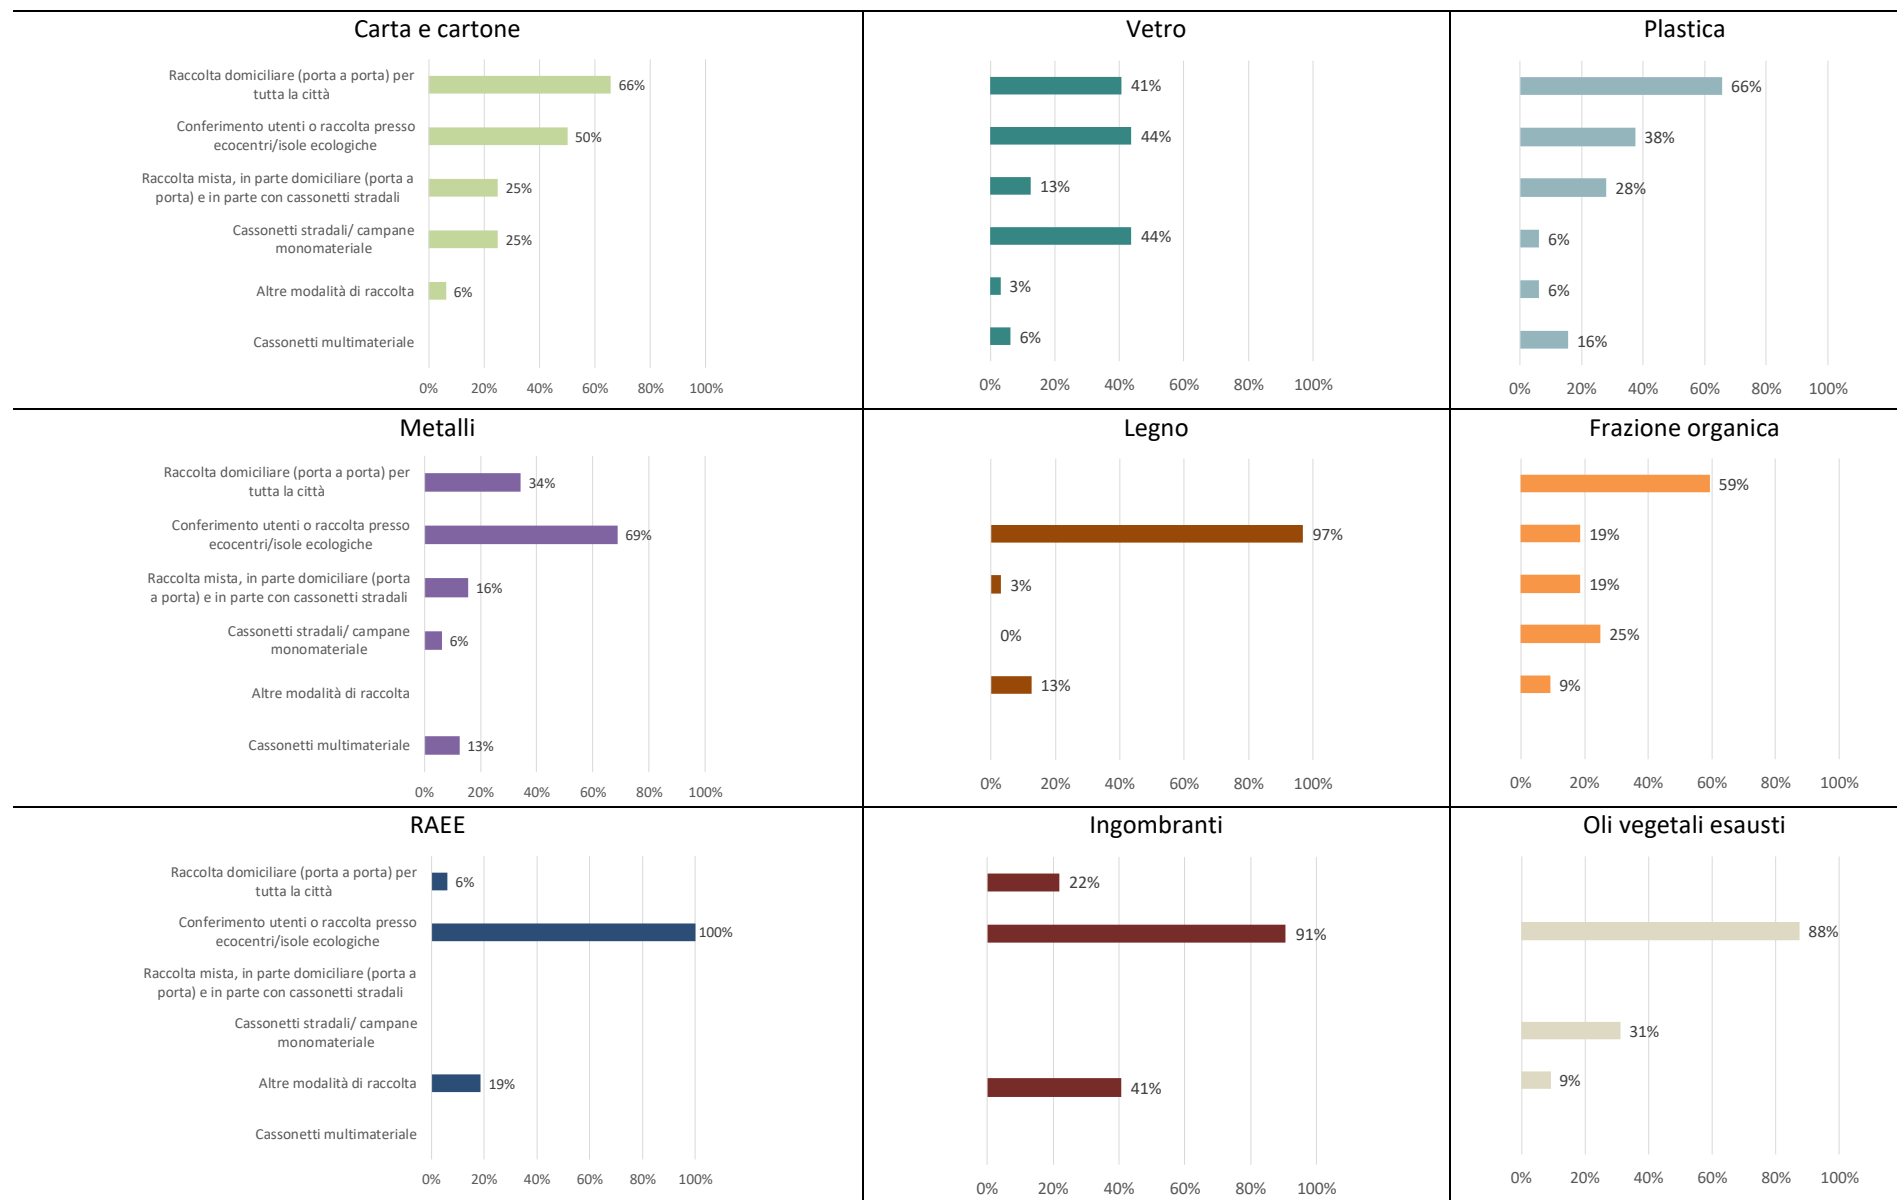 Carta e cartone
Raccolta domiciliare (porta a porta) per
tutta la città
66%
Conferimento utenti o raccolta presso
ecocentri/isole ecologiche
50%
Raccolta mista, in parte domiciliare (porta a
porta) e in parte con cassonetti stradali
25%
Cassonetti stradali/ campane
monomateriale
25%
Altre modalità di raccolta
6%
Cassonetti multimateriale
0% 20% 40% 60% 80% 100%
Vetro
41%
44%
13%
44%
3%
6%
0% 20% 40% 60% 80% 100%
Plastica
66%
38%
28%
6%
6%
16%
0% 20% 40% 60% 80% 100%
Metalli
Raccolta domiciliare (porta a porta) per
tutta la città
34%
Conferimento utenti o raccolta presso
ecocentri/isole ecologiche
69%
Raccolta mista, in parte domiciliare (porta
a porta) e in parte con cassonetti stradali
16%
Cassonetti stradali/ campane
monomateriale
6%
Altre modalità di raccolta
Cassonetti multimateriale
13%
0% 20% 40% 60% 80% 100%
Legno
97%
3%
0%
13%
0% 20% 40% 60% 80% 100%
Frazione organica
59%
19%
19%
25%
9%
0% 20% 40% 60% 80% 100%
RAEE
Raccolta domiciliare (porta a porta) per
tutta la città
6%
Conferimento utenti o raccolta presso
ecocentri/isole ecologiche
100%
Raccolta mista, in parte domiciliare (porta a
porta) e in parte con cassonetti stradali
Cassonetti stradali/ campane
monomateriale
Altre modalità di raccolta
19%
Cassonetti multimateriale
0% 20% 40% 60% 80% 100%
Ingombranti
22%
91%
41%
0% 20% 40% 60% 80% 100%
Oli vegetali esausti
88%
31%
9%
0% 20% 40% 60% 80% 100%